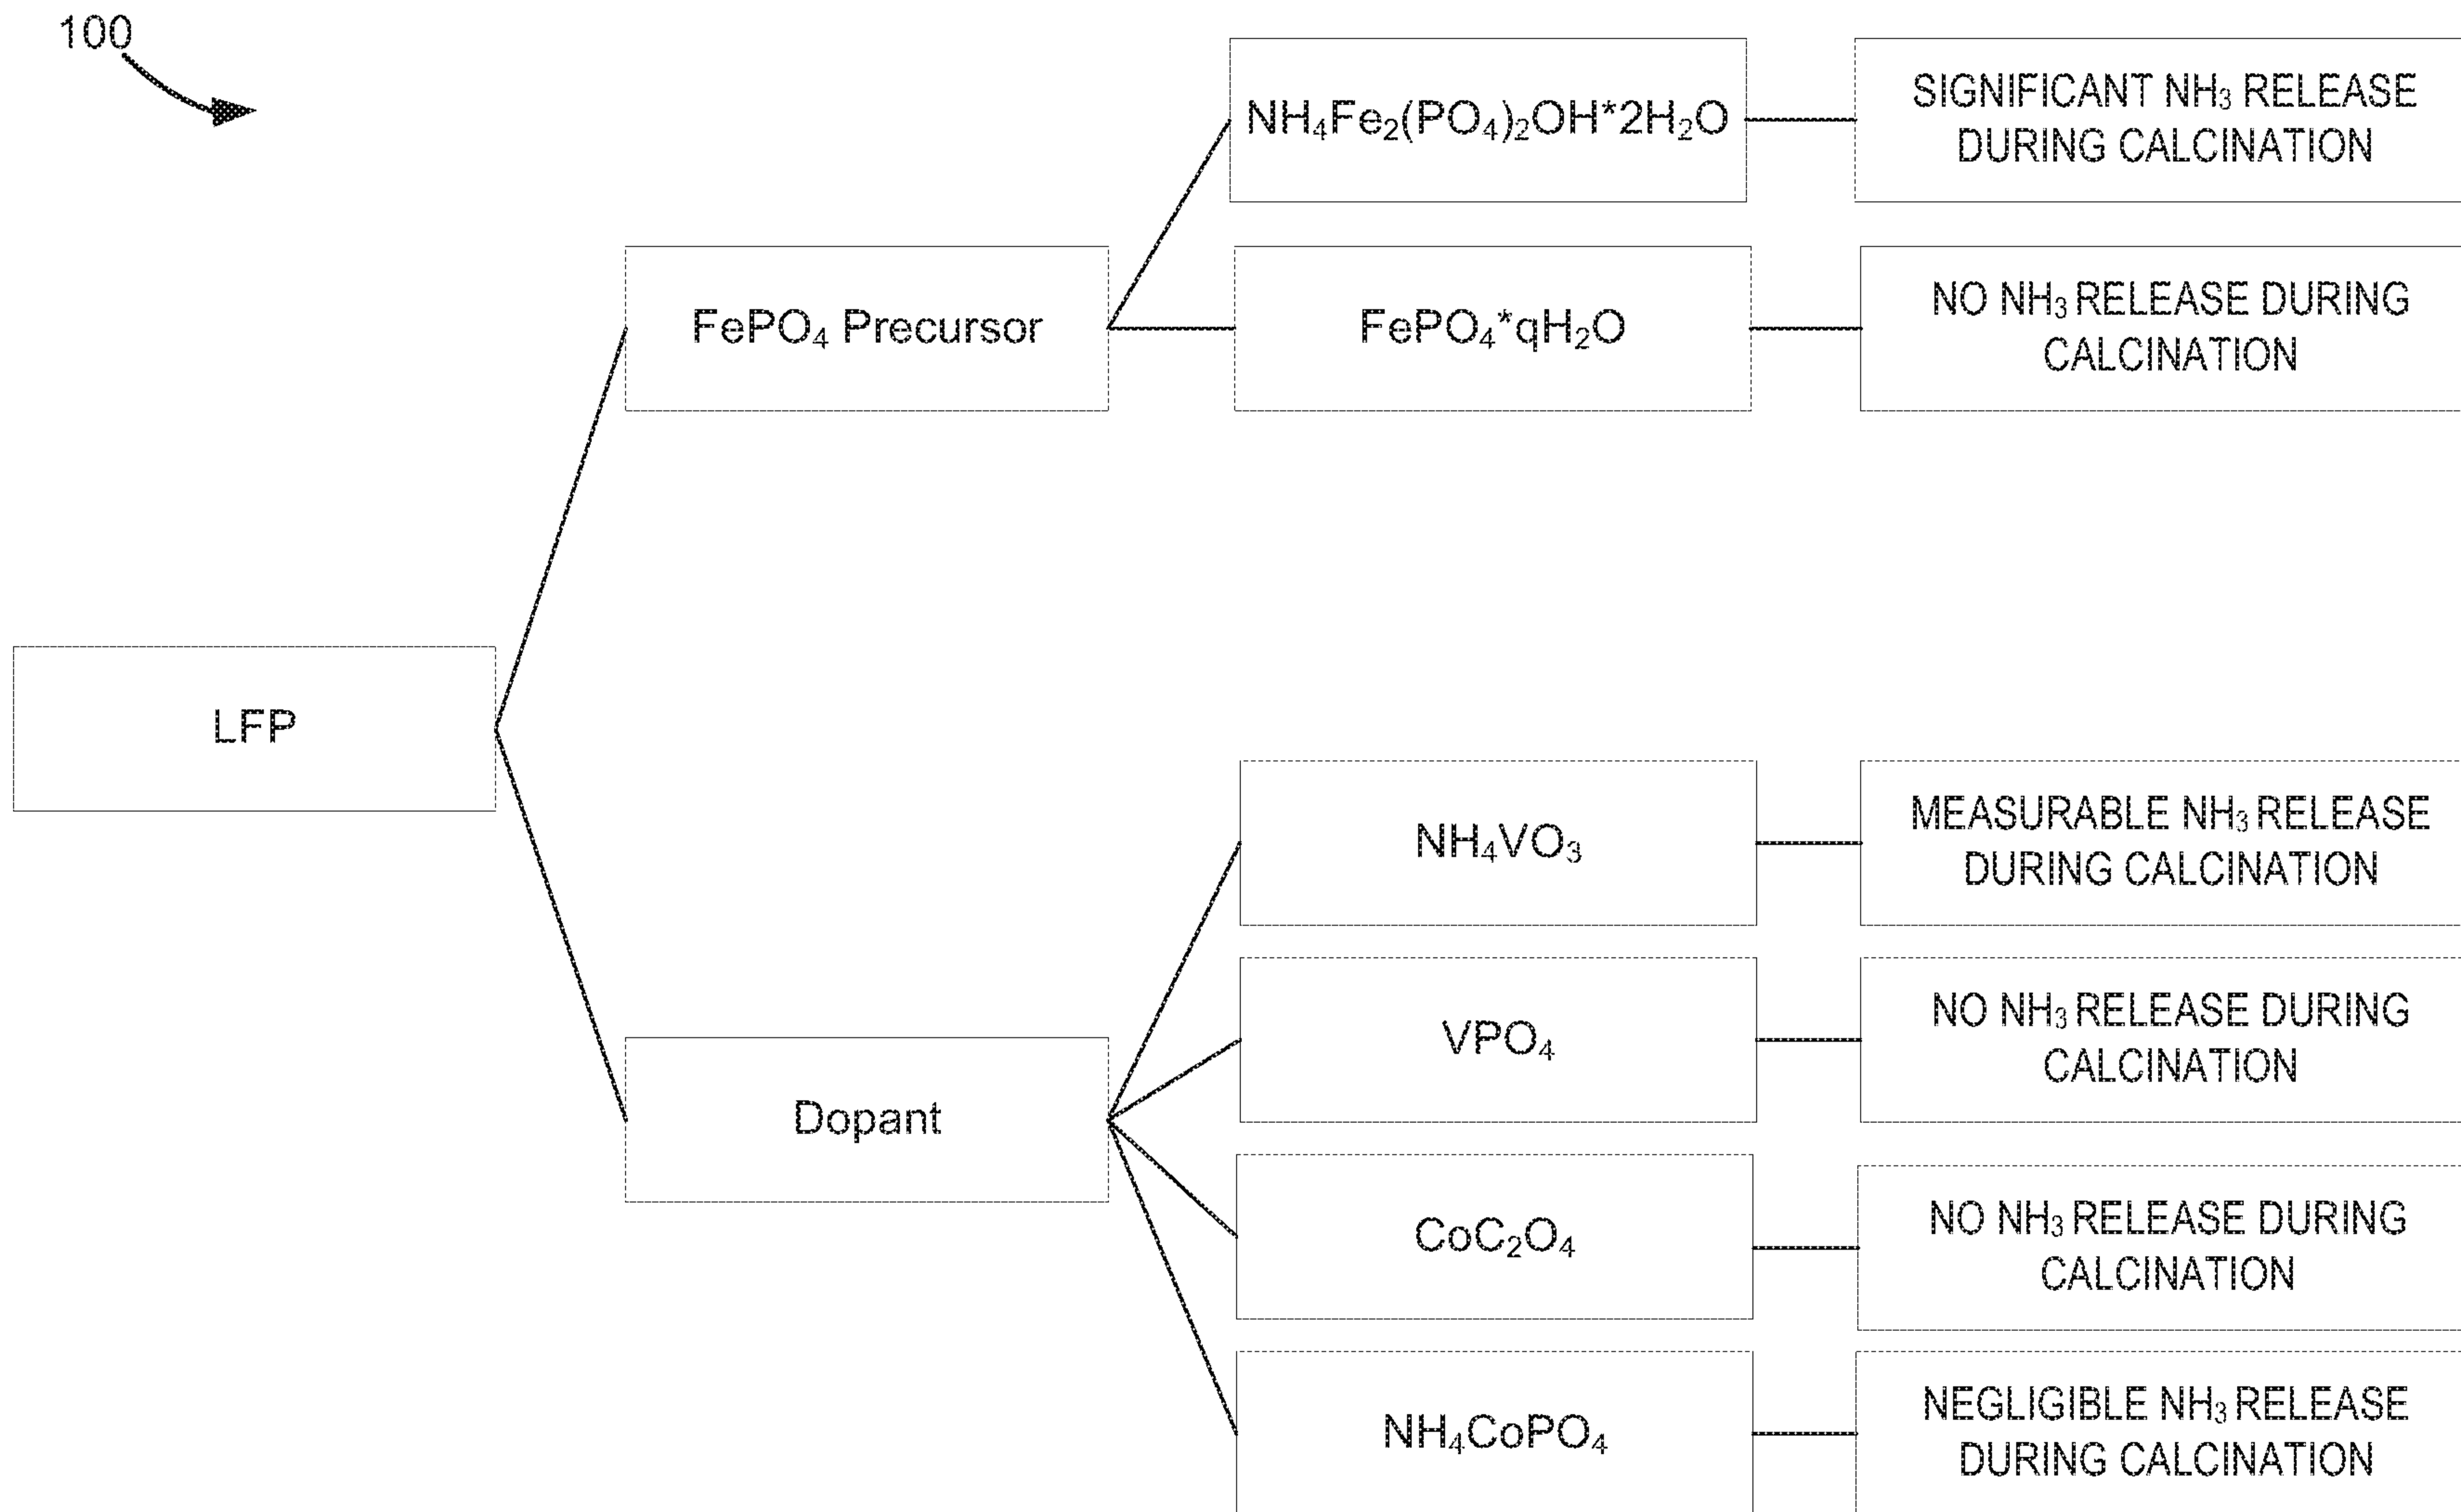 100
NH₄Fe₂(PO₄)₂OH*2H₂O
SIGNIFICANT NH₃ RELEASE
DURING CALCINATION
FePO₄ Precursor
FePO₄*qH₂O
NO NH₃ RELEASE DURING
CALCINATION
LFP
NH₄VO₃
MEASURABLE NH₃ RELEASE
DURING CALCINATION
Dopant
VPO₄
NO NH₃ RELEASE DURING
CALCINATION
CoC₂O₄
NO NH₃ RELEASE DURING
CALCINATION
NH₄CoPO₄
NEGLIGIBLE NH₃ RELEASE
DURING CALCINATION